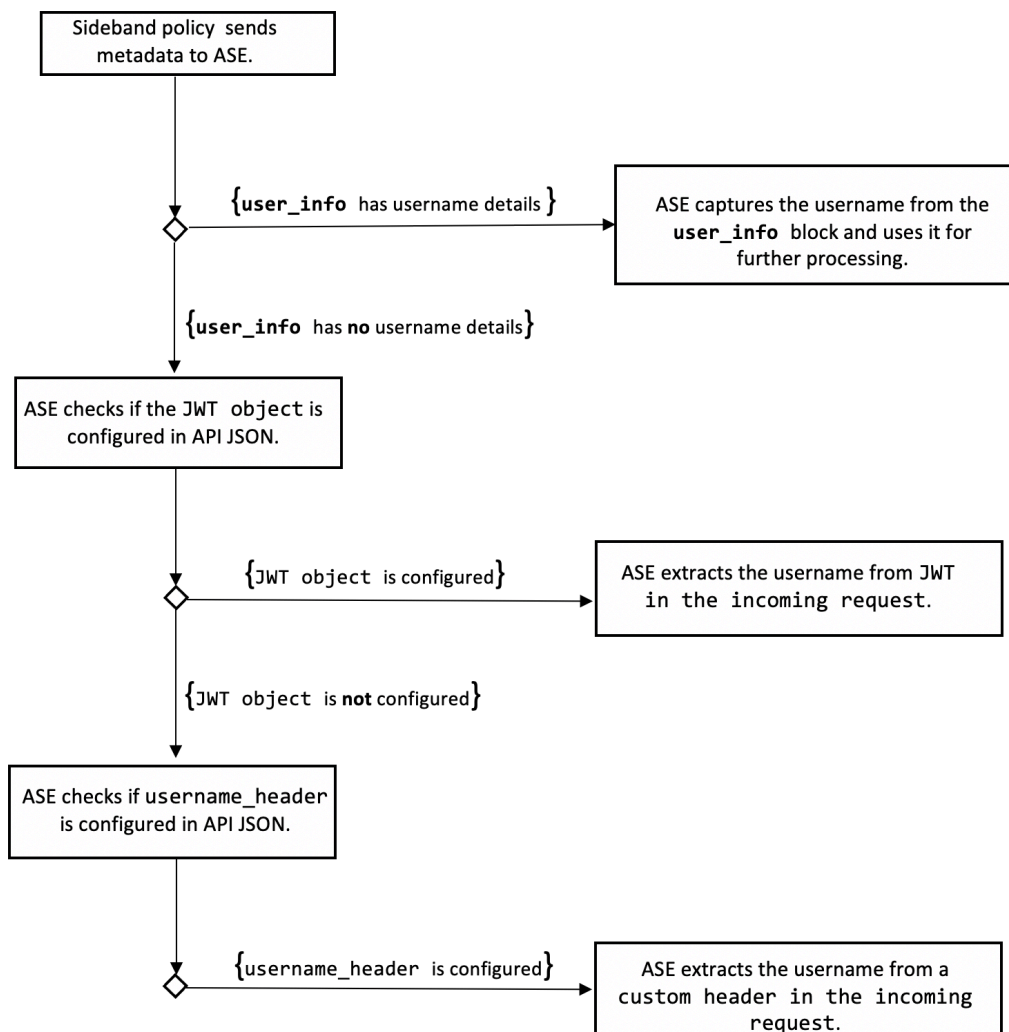 Sideband policy sends
metadata to ASE.
{user_info has username details }
ASE captures the username from the
user_info block and uses it for
further processing.
{user_info has no username details}
ASE checks if the JWT object is
configured in API JSON.
{JWT object is configured}
ASE extracts the username from JWT
in the incoming request.
{JWT object is not configured}
ASE checks if username_header
is configured in API JSON.
{username_header is configured}
ASE extracts the username from a
custom header in the incoming
request.